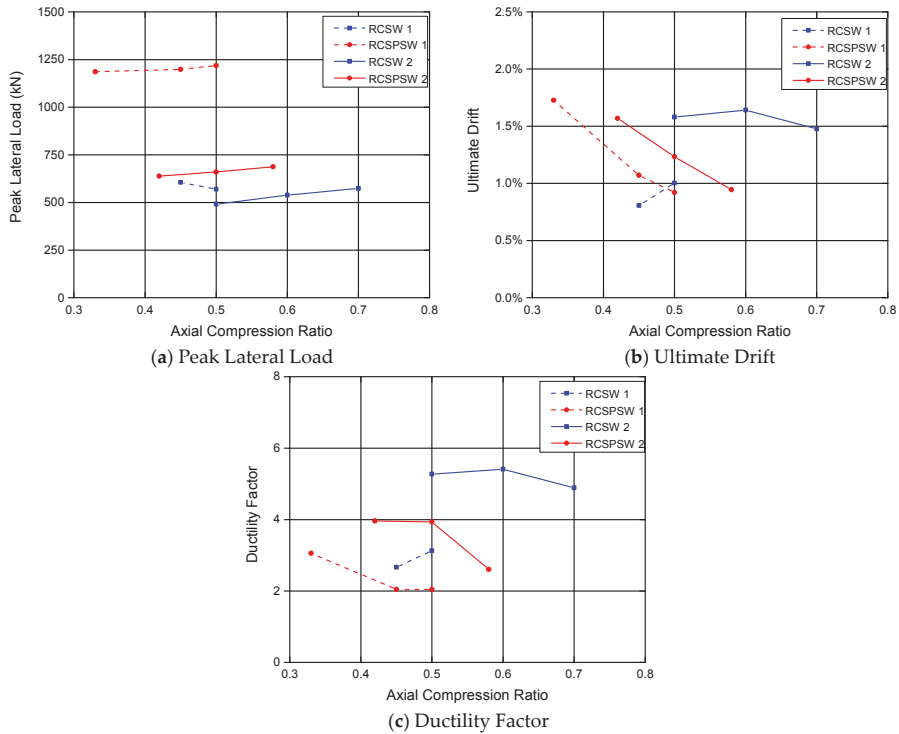 1500
1250
1000
750
500
250
0
0.3 0.4 0.5 0.6 0.7 0.8
Peak Lateral Load (kN)
Axial Compression Ratio
RCSW 1
RCSPSW 1
RCSW 2
RCSPSW 2
(a) Peak Lateral Load
2.5%
2.0%
1.5%
1.0%
0.5%
0.0%
0.3 0.4 0.5 0.6 0.7 0.8
Ultimate Drift
Axial Compression Ratio
RCSW 1
RCSPSW 1
RCSW 2
RCSPSW 2
(b) Ultimate Drift
8
6
4
2
0
0.3 0.4 0.5 0.6 0.7 0.8
Ductility Factor
Axial Compression Ratio
RCSW 1
RCSPSW 1
RCSW 2
RCSPSW 2
(c) Ductility Factor